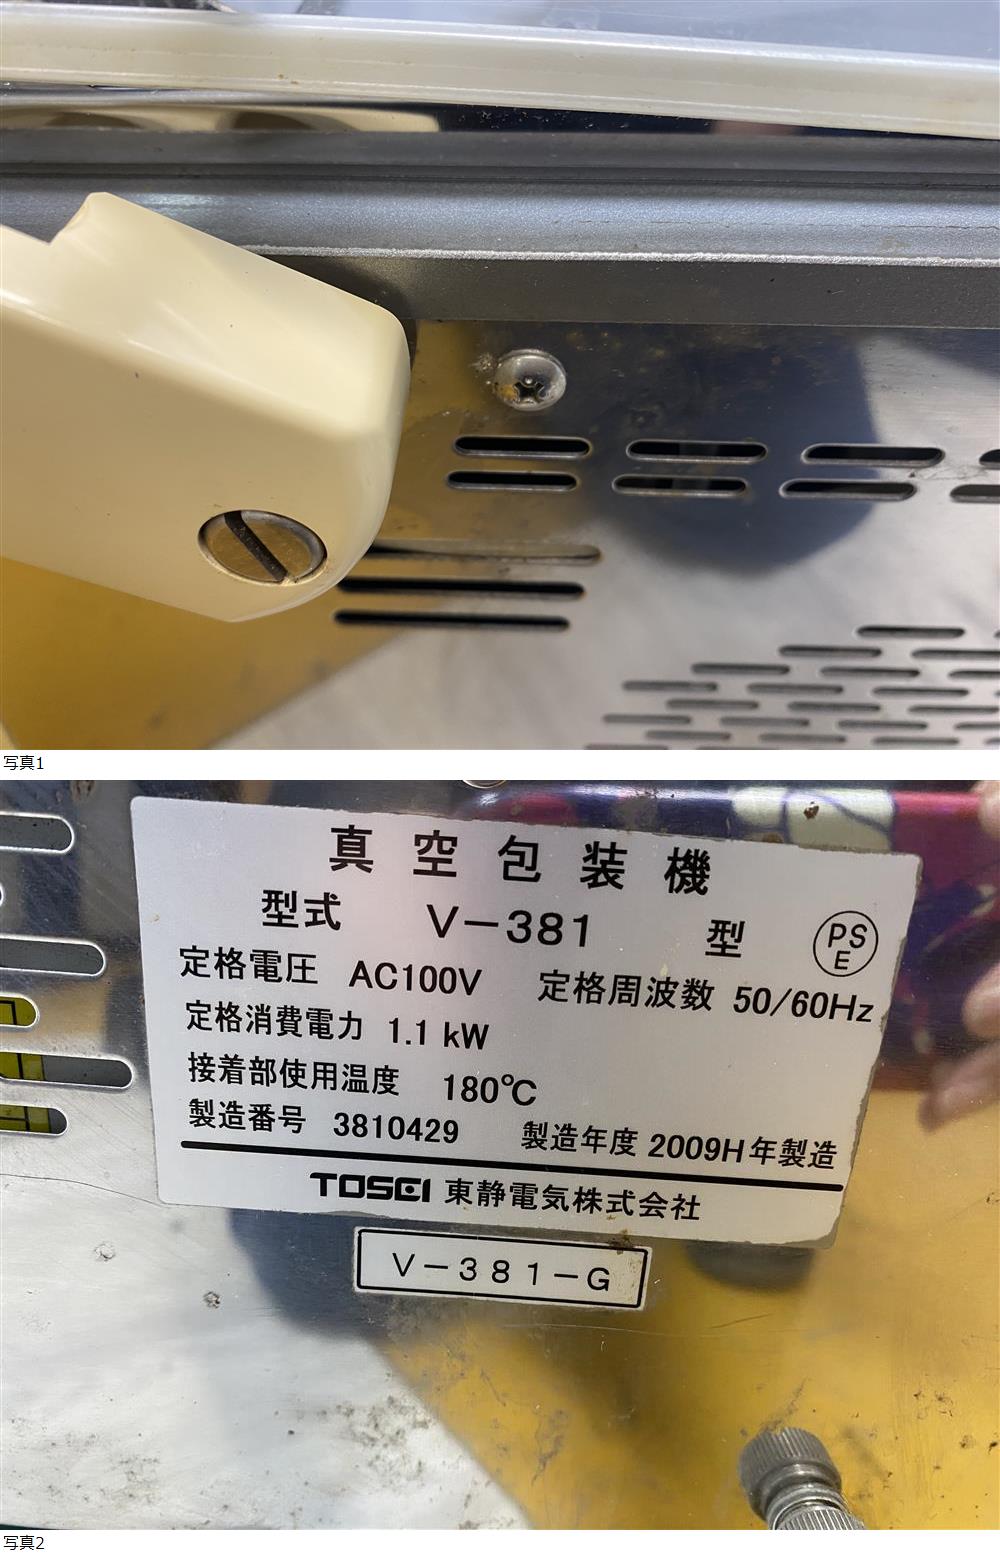 写真1
真空包装機
型式 V-381 型 PSE
定格電圧 AC100V 定格周波数 50/60Hz
定格消費電力 1.1kW
接着部使用温度 180℃
製造番号 3810429 製造年度 2009H年製造
TOSEI 東静電気株式会社
V-381-G
写真2